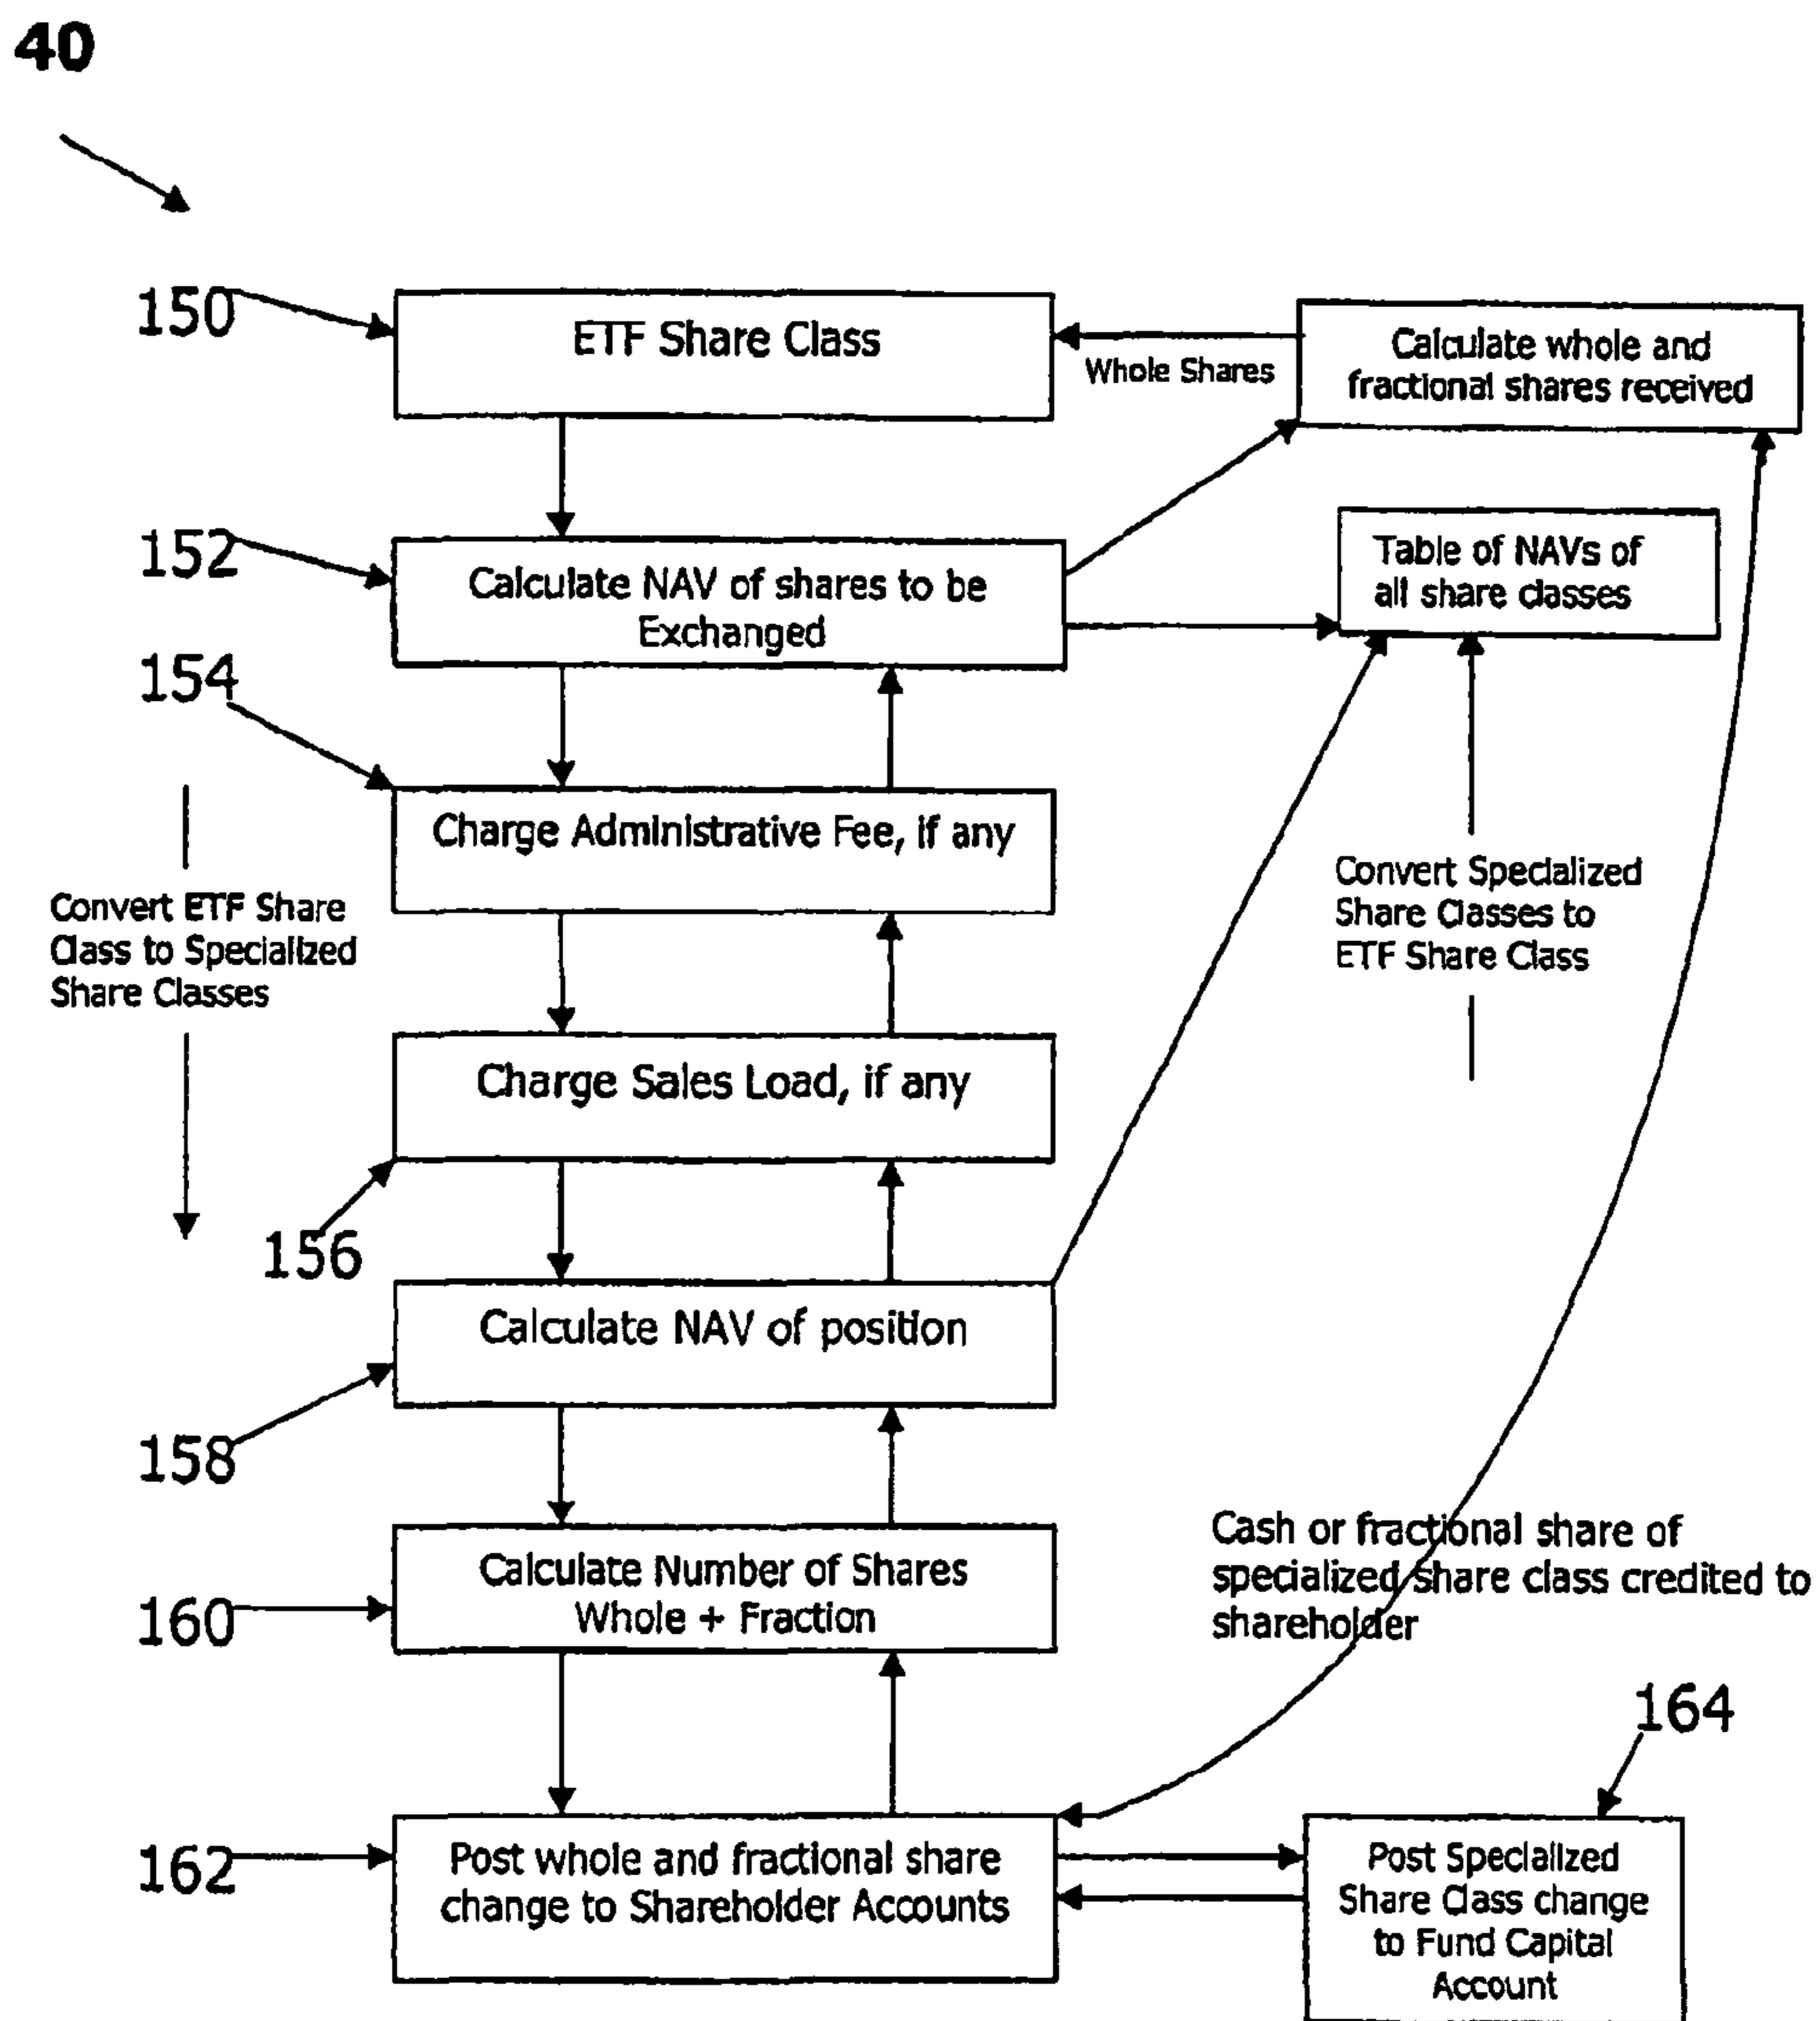 40
150
ETF Share Class
Whole Shares
Calculate whole and
fractional shares received
152
Calculate NAV of shares to be
Exchanged
Table of NAVs of
all share classes
154
Charge Administrative Fee, if any
Convert ETF Share
Class to Specialized
Share Classes
Convert Specialized
Share Classes to
ETF Share Class
Charge Sales Load, if any
156
Calculate NAV of position
158
Calculate Number of Shares
Whole + Fraction
160
Cash or fractional share of
specialized share class credited to
shareholder
164
162
Post whole and fractional share
change to Shareholder Accounts
Post Specialized
Share Class change
to Fund Capital
Account